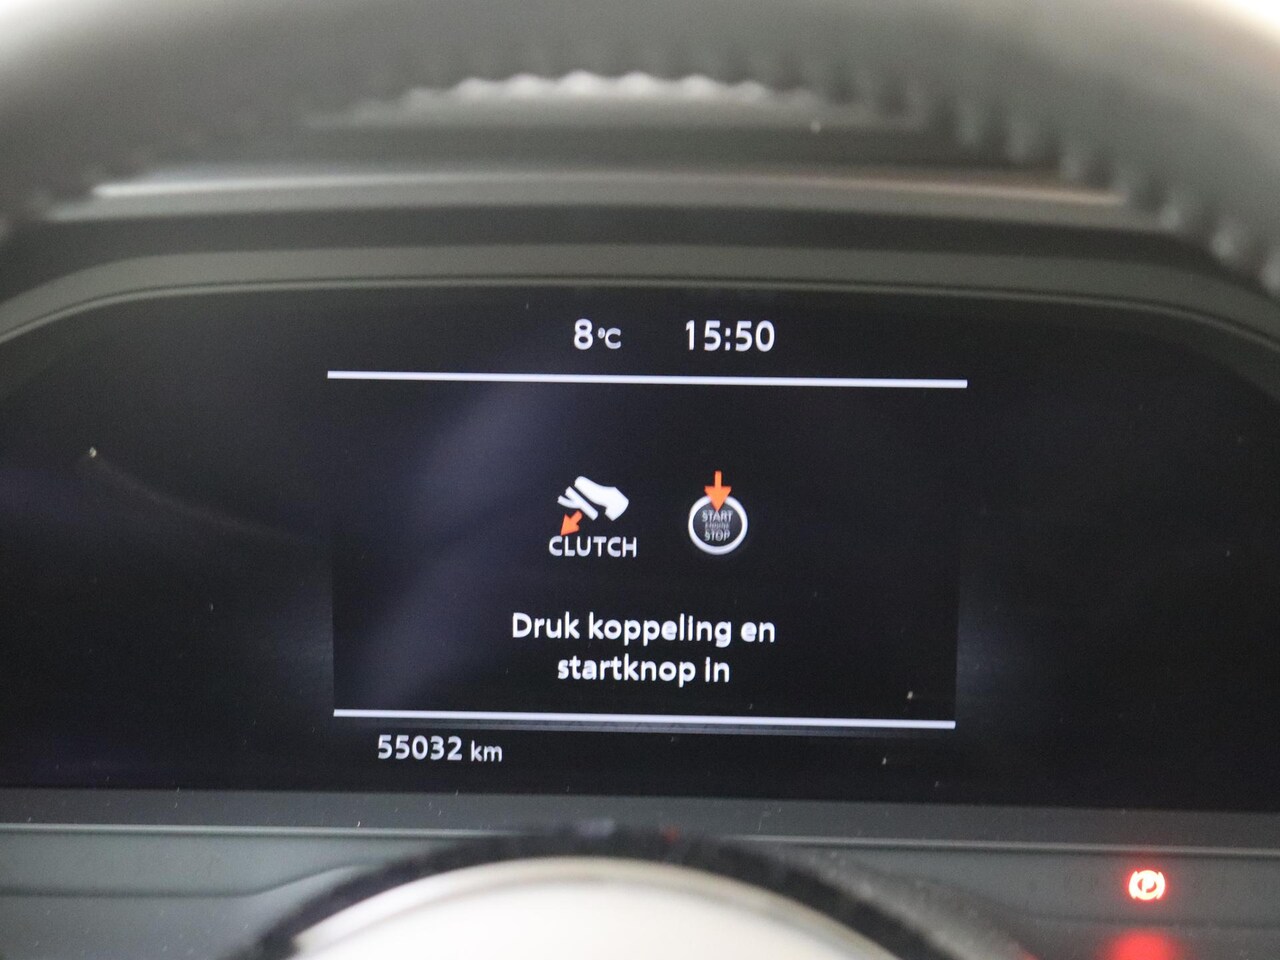 8°C 15:50
CLUTCH
START
STOP
Druk koppeling en
startknop in
55032 km
P